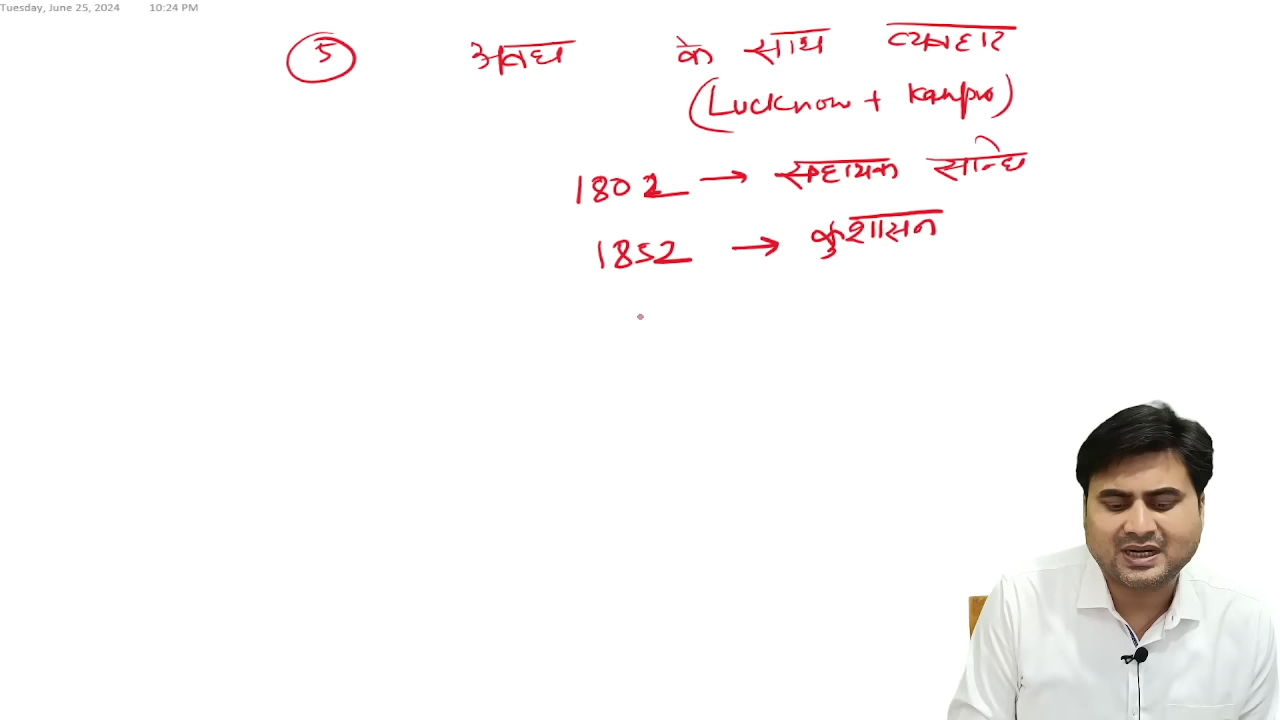 Tuesday, June 25, 2024 10:24 PM
5 अवध के साथ व्यवहार
(Lucknow + Kanpur)
1802 → सहायक सन्धि
1852 → कुशासन